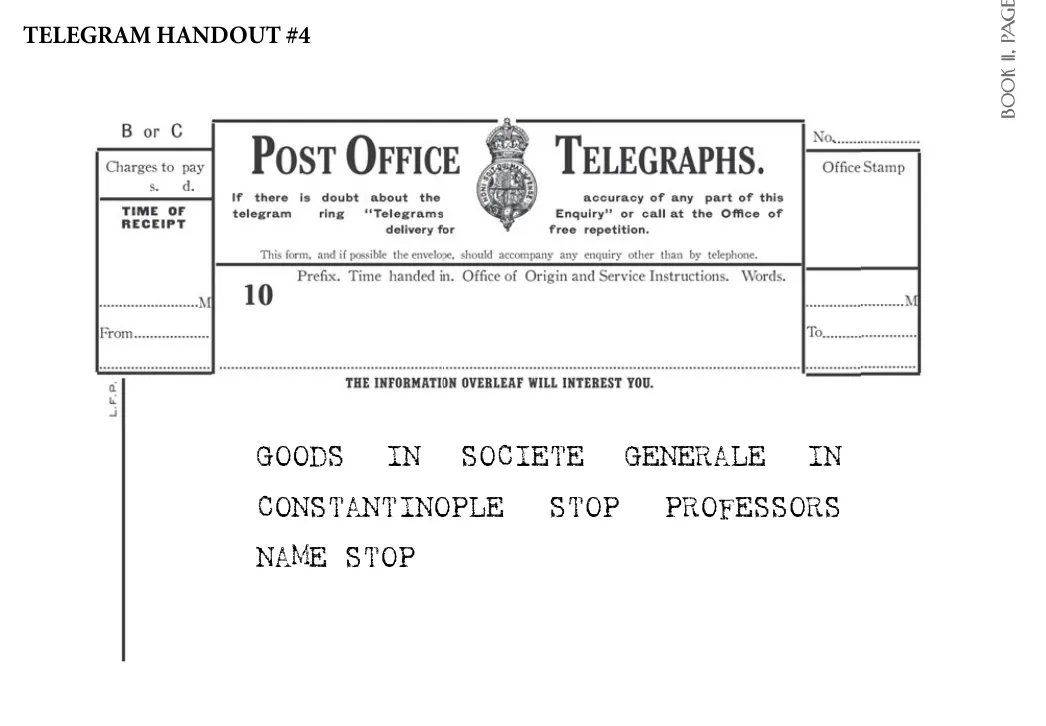 TELEGRAM HANDOUT #4
BOOK II, PAGE
B or C
Charges to pay
s. d.
TIME OF
RECEIPT
M
From
POST OFFICE TELEGRAPHS.
If there is doubt about the accuracy of any part of this
telegram ring "Telegrams Enquiry" or call at the Office of
delivery for free repetition.
This form, and if possible the envelope, should accompany any enquiry other than by telephone.
Prefix. Time handed in. Office of Origin and Service Instructions. Words.
10
No.
Office Stamp
M
To
THE INFORMATION OVERLEAF WILL INTEREST YOU.
L.F.P.
GOODS IN SOCIETE GENERALE IN
CONSTANTINOPLE STOP PROFESSORS
NAME STOP